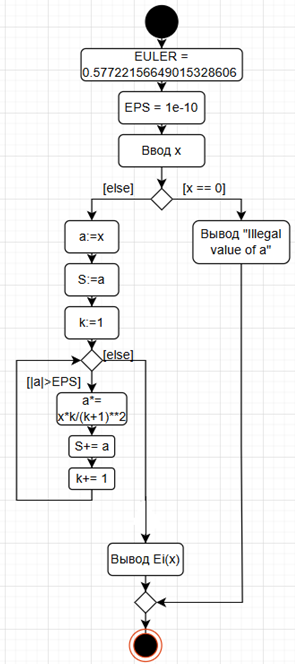 EULER =
0.57722156649015328606
EPS = 1e-10
Ввод x
[else]
[x == 0]
a:=x
Вывод "Illegal
value of a"
S:=a
k:=1
[else]
[|a|>EPS]
a*=
x*k/(k+1)**2
S+= a
k+= 1
Вывод Ei(x)